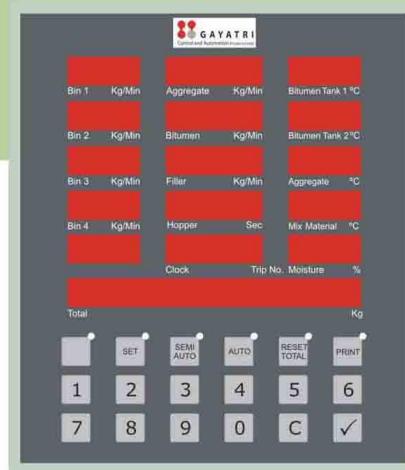 GAYATRI
Control and Automation
Bin 1 Kg/Min Aggregate Kg/Min Bitumen Tank 1 ºC
Bin 2 Kg/Min Bitumen Kg/Min Bitumen Tank 2 ºC
Bin 3 Kg/Min Filler Kg/Min Aggregate ºC
Bin 4 Kg/Min Hopper Sec Mix Material ºC
Clock Trip No. Moisture %
Total Kg
SET SEMI AUTO AUTO RESET TOTAL PRINT
1 2 3 4 5 6
7 8 9 0 C ✓